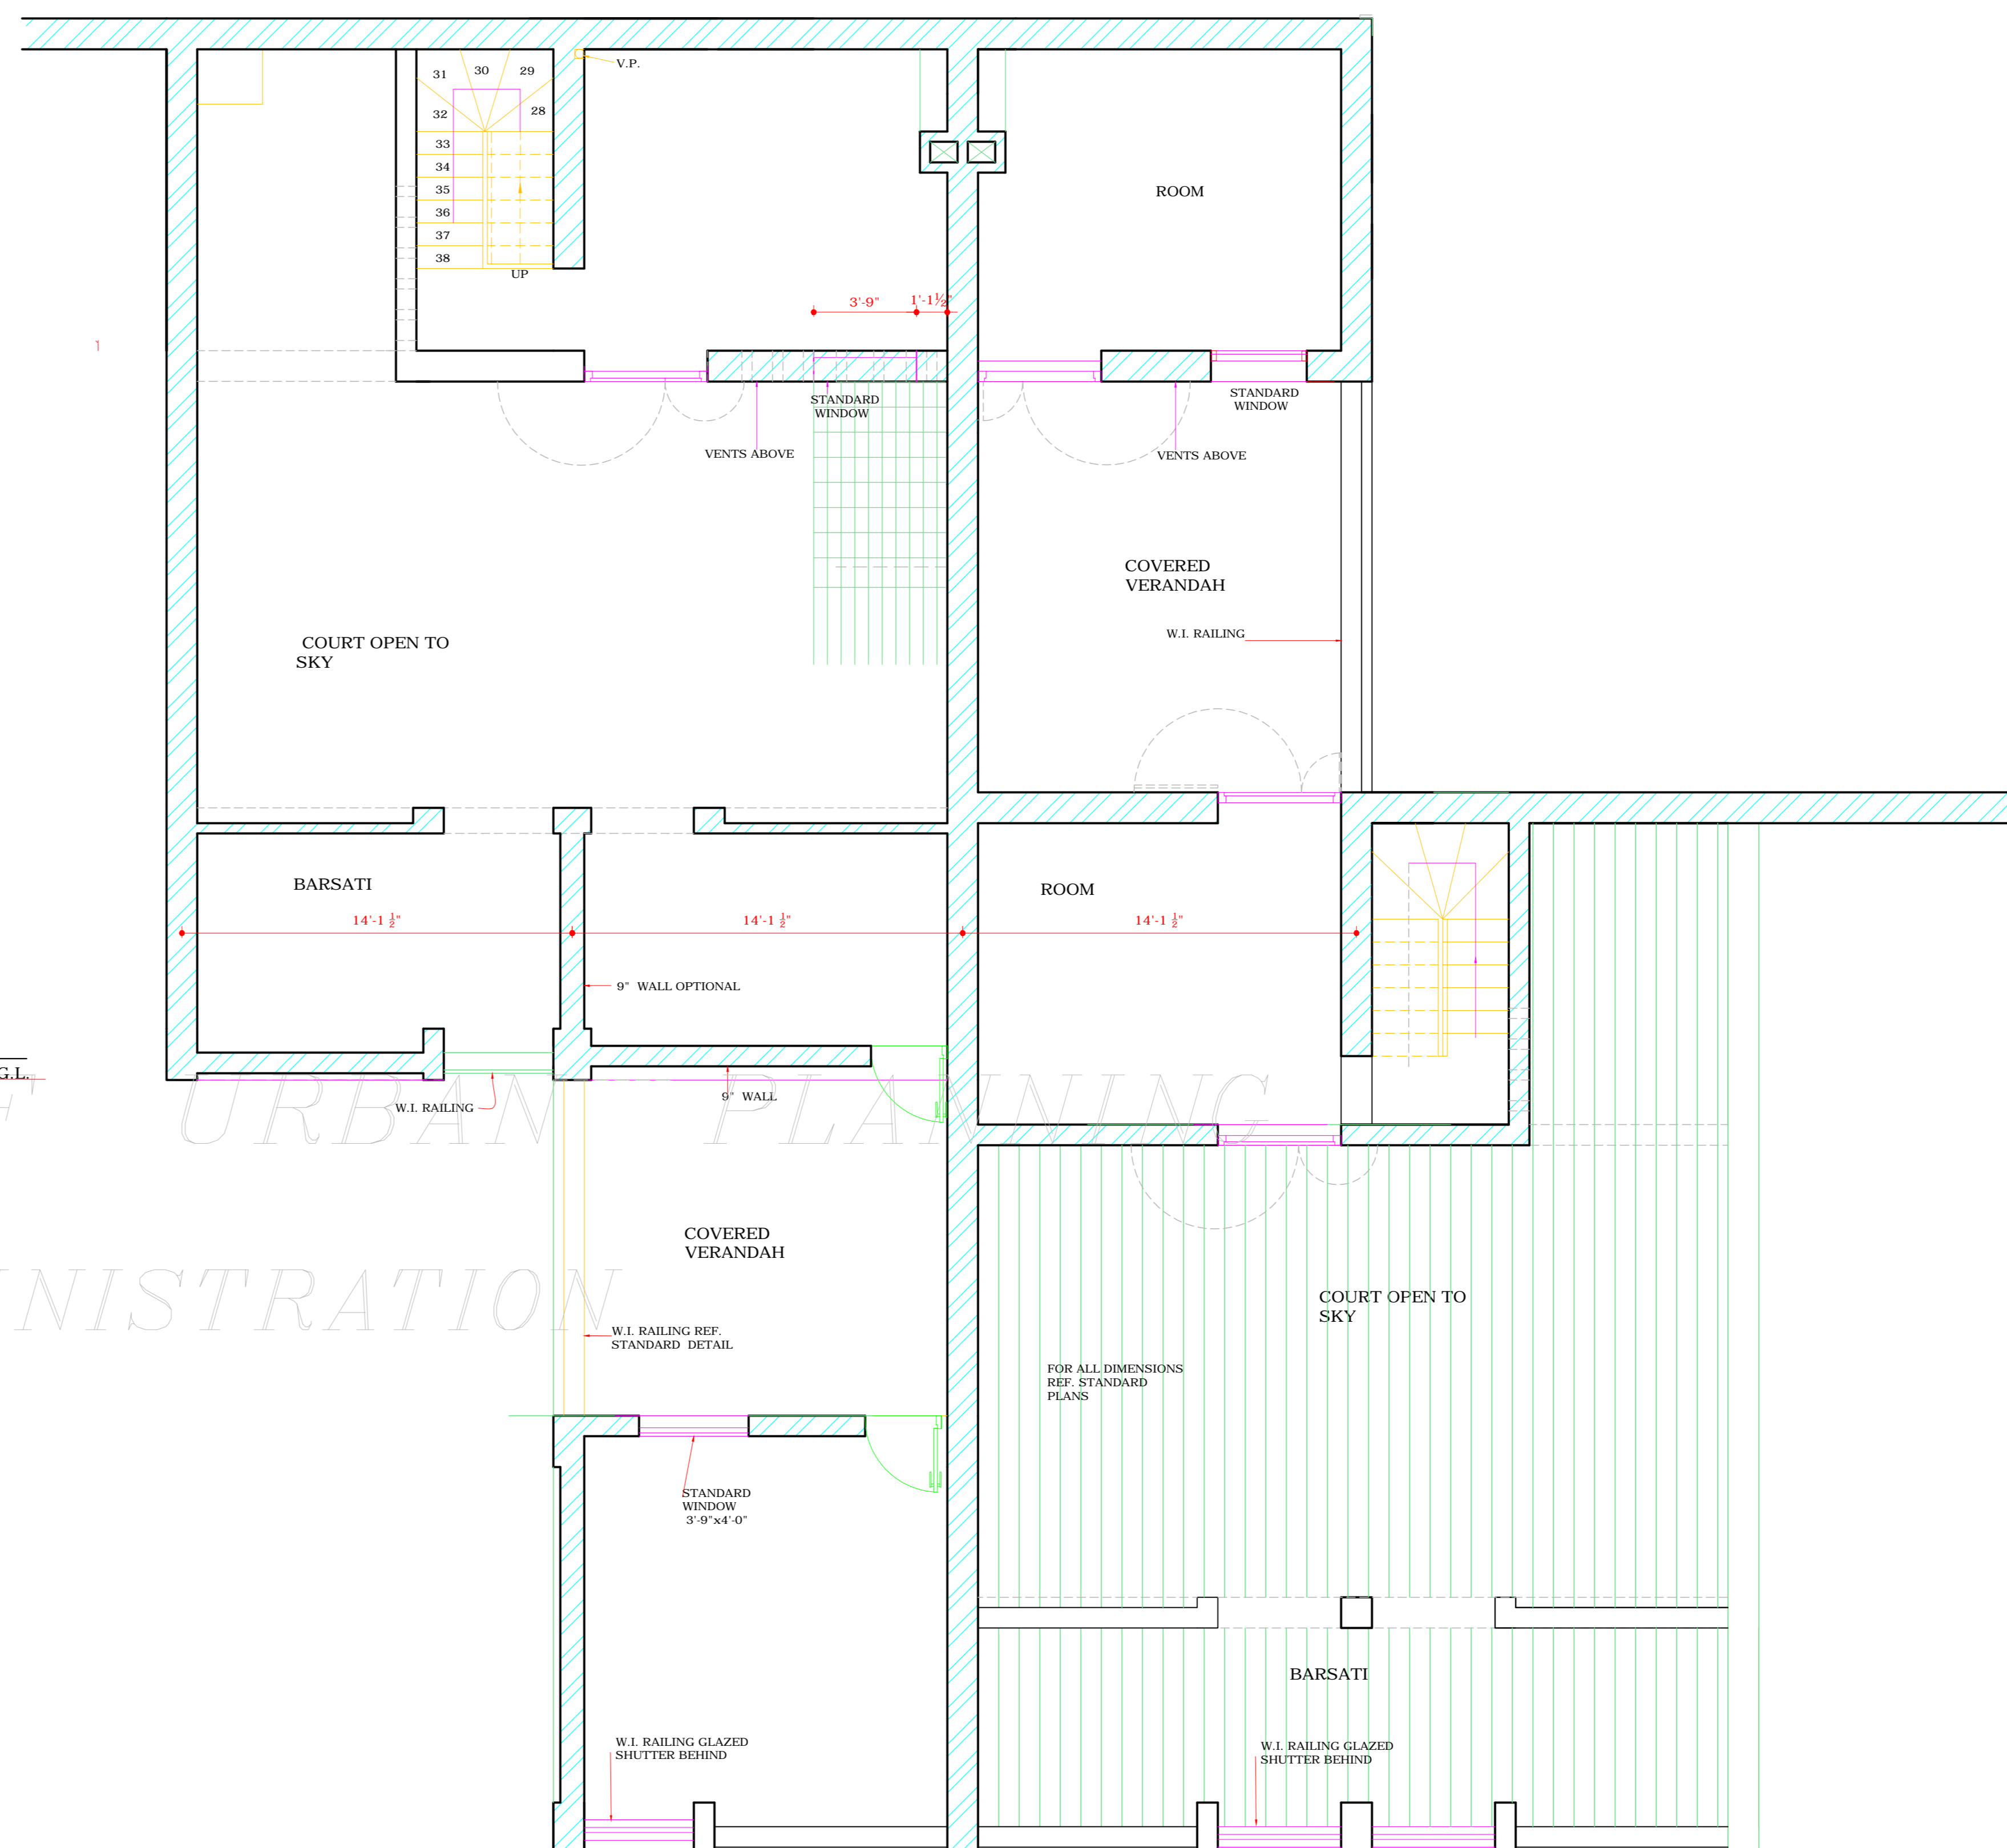 31
30
29
28
32
33
34
35
36
37
38
UP
V.P.
ROOM
3'-9"
1'-1½"
STANDARD
WINDOW
VENTS ABOVE
STANDARD
WINDOW
VENTS ABOVE
COVERED
VERANDAH
W.I. RAILING
COURT OPEN TO
SKY
BARSATI
ROOM
14'-1 ½"
14'-1 ½"
14'-1 ½"
9" WALL OPTIONAL
G.L.
URBAN PLANNING
W.I. RAILING
9" WALL
COVERED
VERANDAH
NISTRATION
W.I. RAILING REF.
STANDARD DETAIL
COURT OPEN TO
SKY
FOR ALL DIMENSIONS
REF. STANDARD
PLANS
STANDARD
WINDOW
3'-9"x4'-0"
BARSATI
W.I. RAILING GLAZED
SHUTTER BEHIND
W.I. RAILING GLAZED
SHUTTER BEHIND